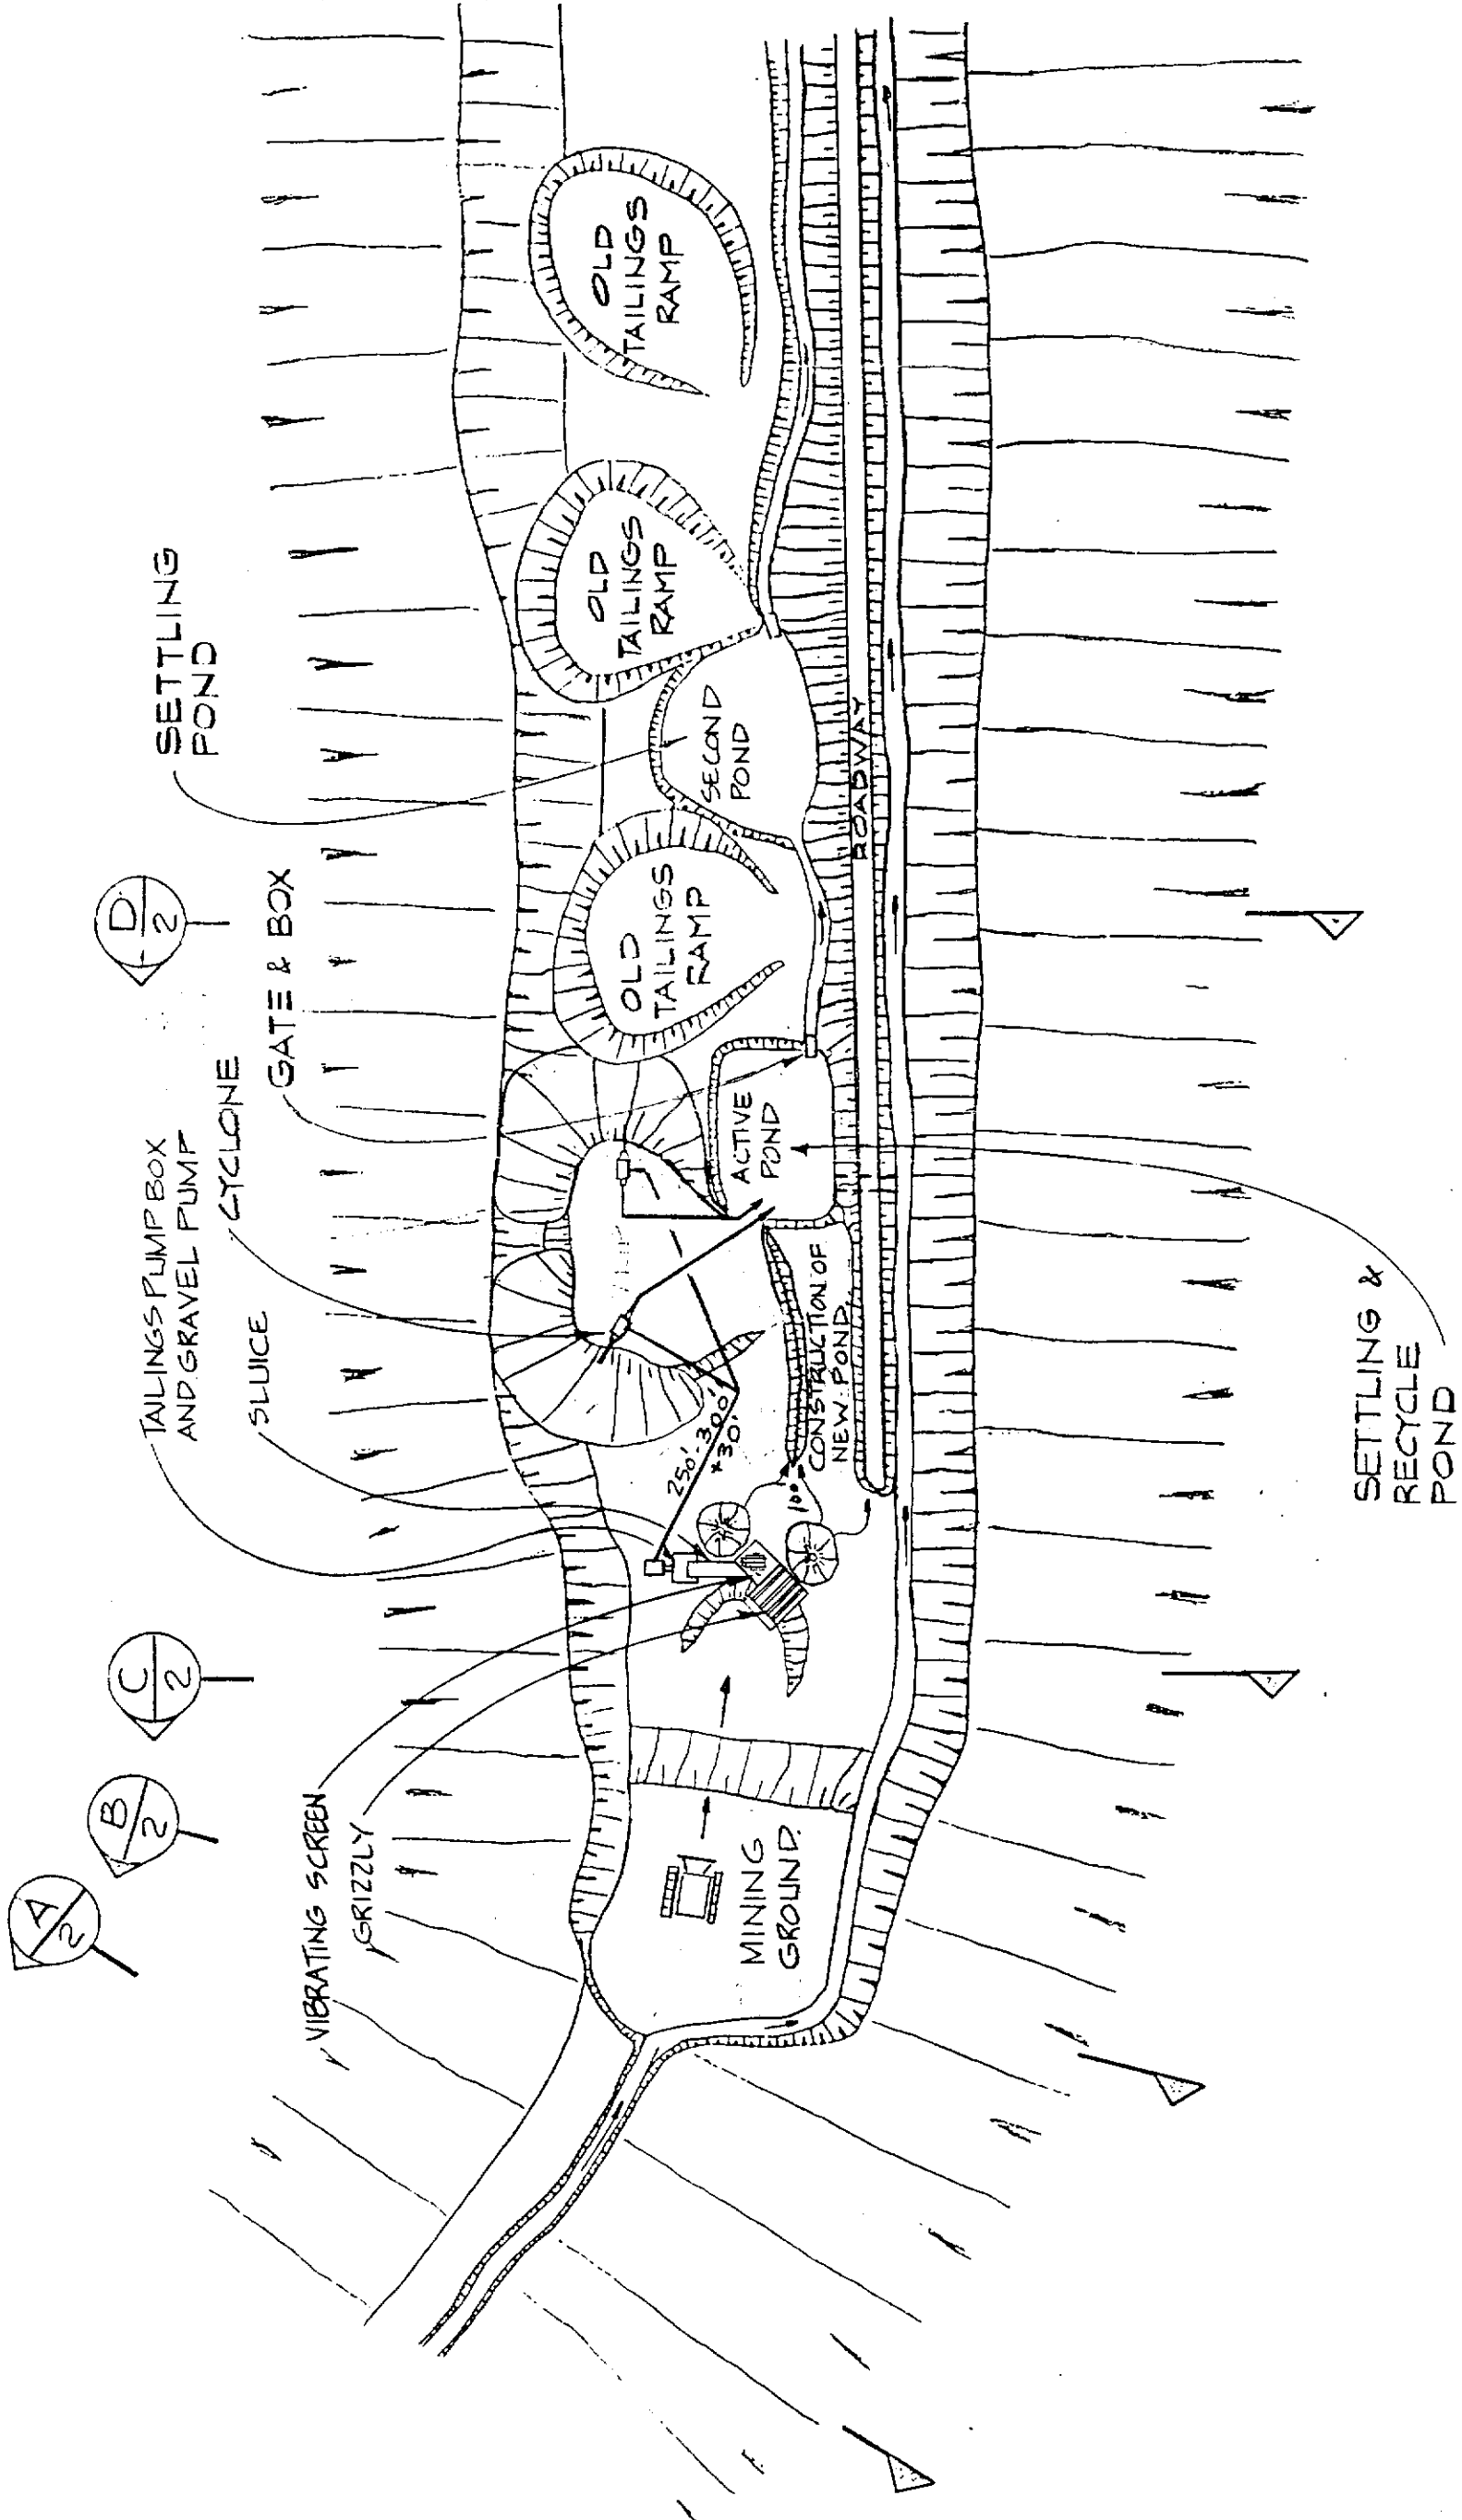 A
2
B
2
C
2
D
2
TAILINGS PUMP BOX
AND GRAVEL PUMP
SLUICE
CYCLONE
GATE & BOX
SETTLING
POND
VIBRATING SCREEN
GRIZZLY
MINING
GROUND.
250'- 300'
x 30'
100'
CONSTRUCTION OF
NEW POND.
ACTIVE
POND
OLD
TAILINGS
RAMP
SECOND
POND
OLD
TAILINGS
RAMP
OLD
TAILINGS
RAMP
ROADWAY
SETTLING &
RECYCLE
POND